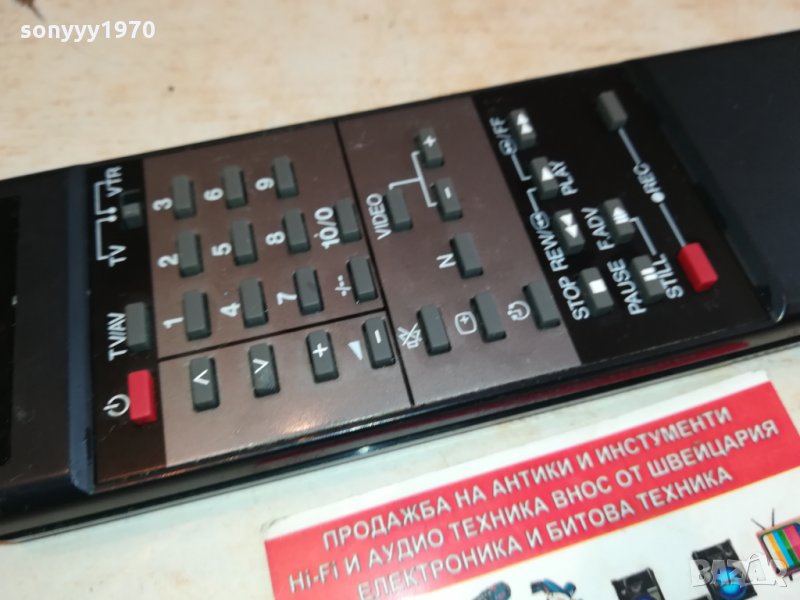 sonyyy1970
TV VTR
TV/AV
1 2 3
4 5 6
7 8 9
-/-- 10/0
VIDEO
+
-
N
+ -
REW PLAY /FF
STOP
PAUSE F.ADV
STILL
REC
ПРОДАЖБА НА АНТИКИ И ИНСТУМЕНТИ
Hi-Fi И АУДИО ТЕХНИКА ВНОС ОТ ШВЕЙЦАРИЯ
ЕЛЕКТРОНИКА И БИТОВА ТЕХНИКА
BAZAR